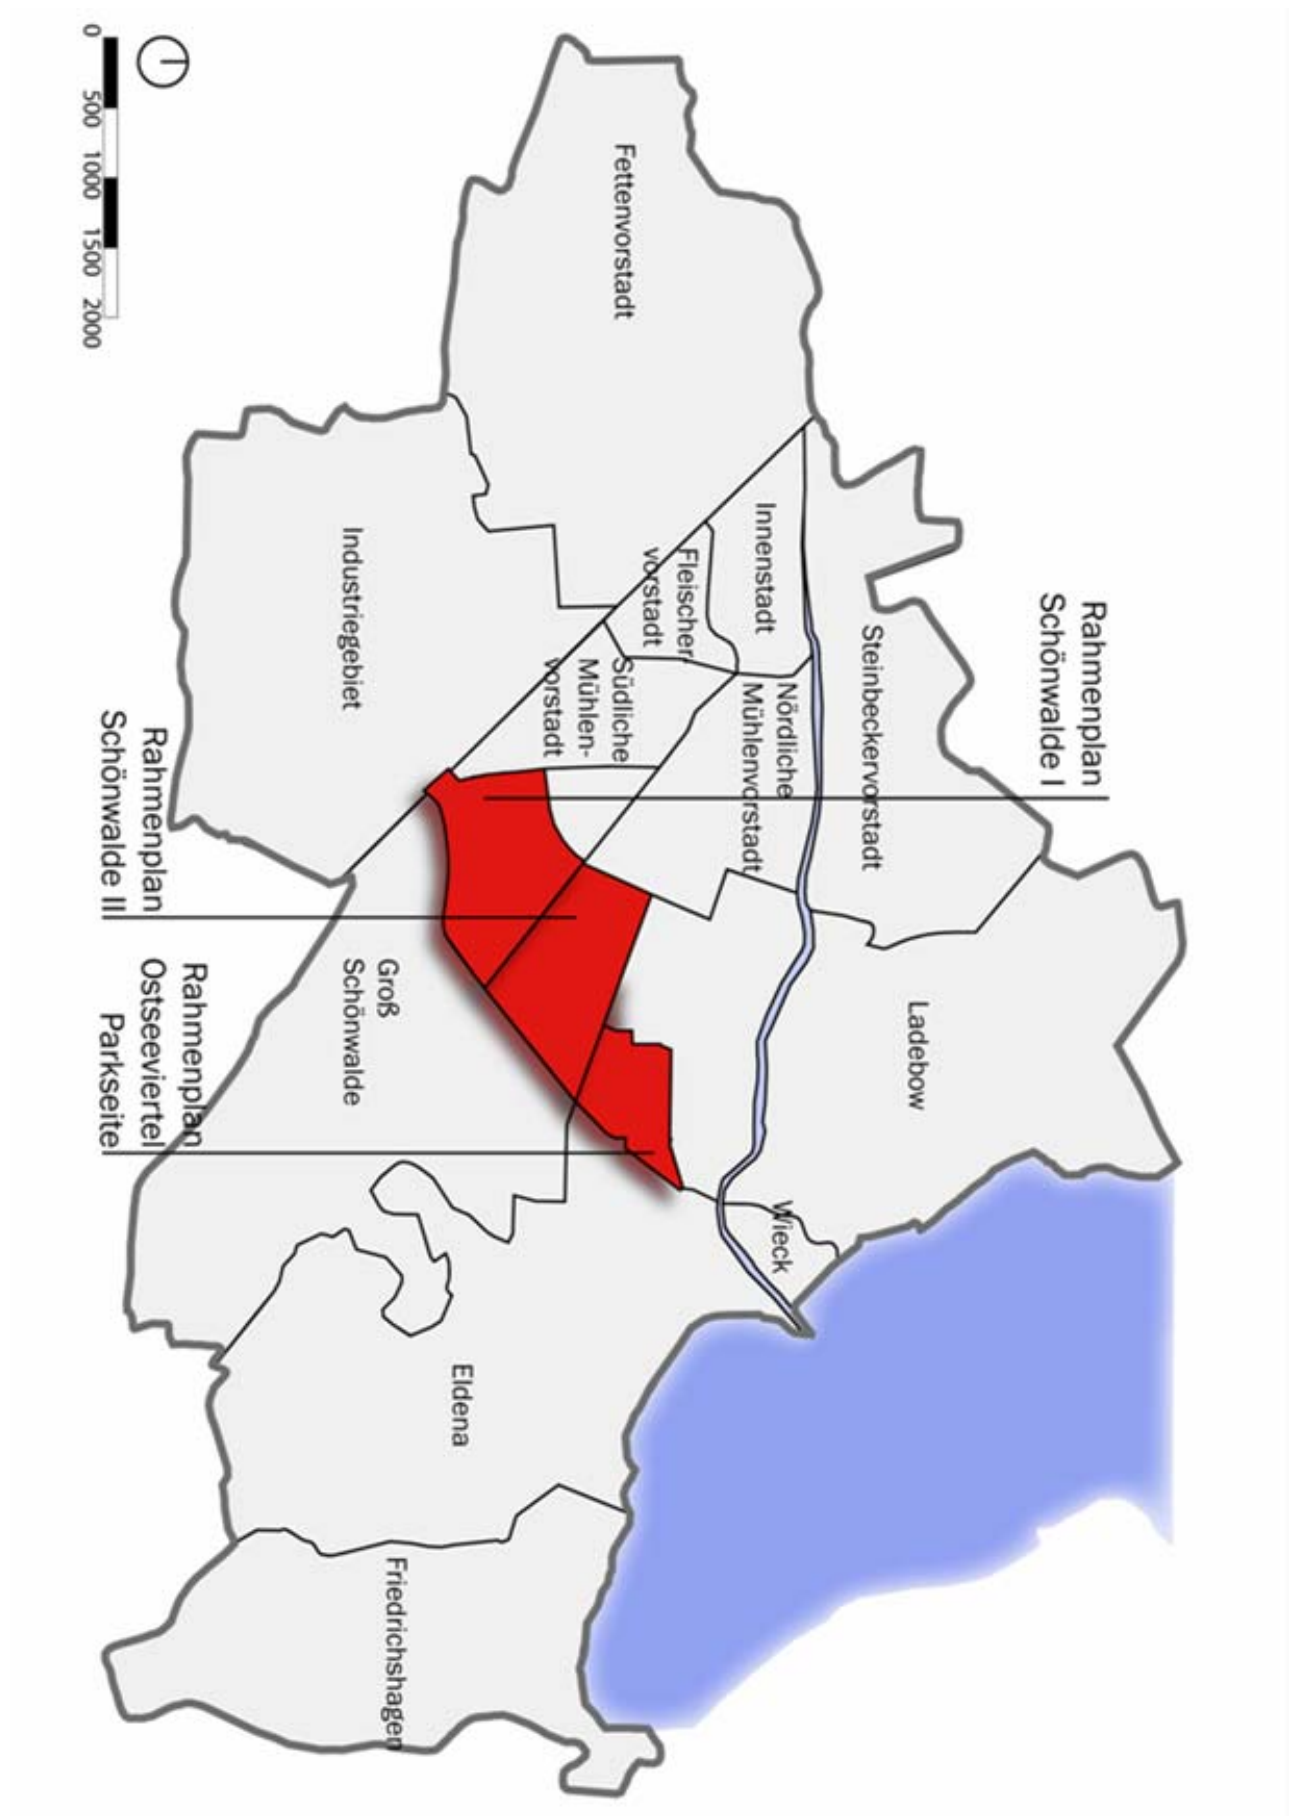 Rahmenplan
Schönwalde I
Fettenvorstadt
Steinbeckervorstadt
Innenstadt
Fleischer
vorstadt
Nördliche
Mühlenvorstadt
Südliche
Mühlen-
vorstadt
Ladebow
Wieck
Industriegebiet
Groß
Schönwalde
Eldena
Friedrichshagen
Rahmenplan
Schönwalde II
Rahmenplan
Ostseeviertel
Parkseite
0 500 1000 1500 2000